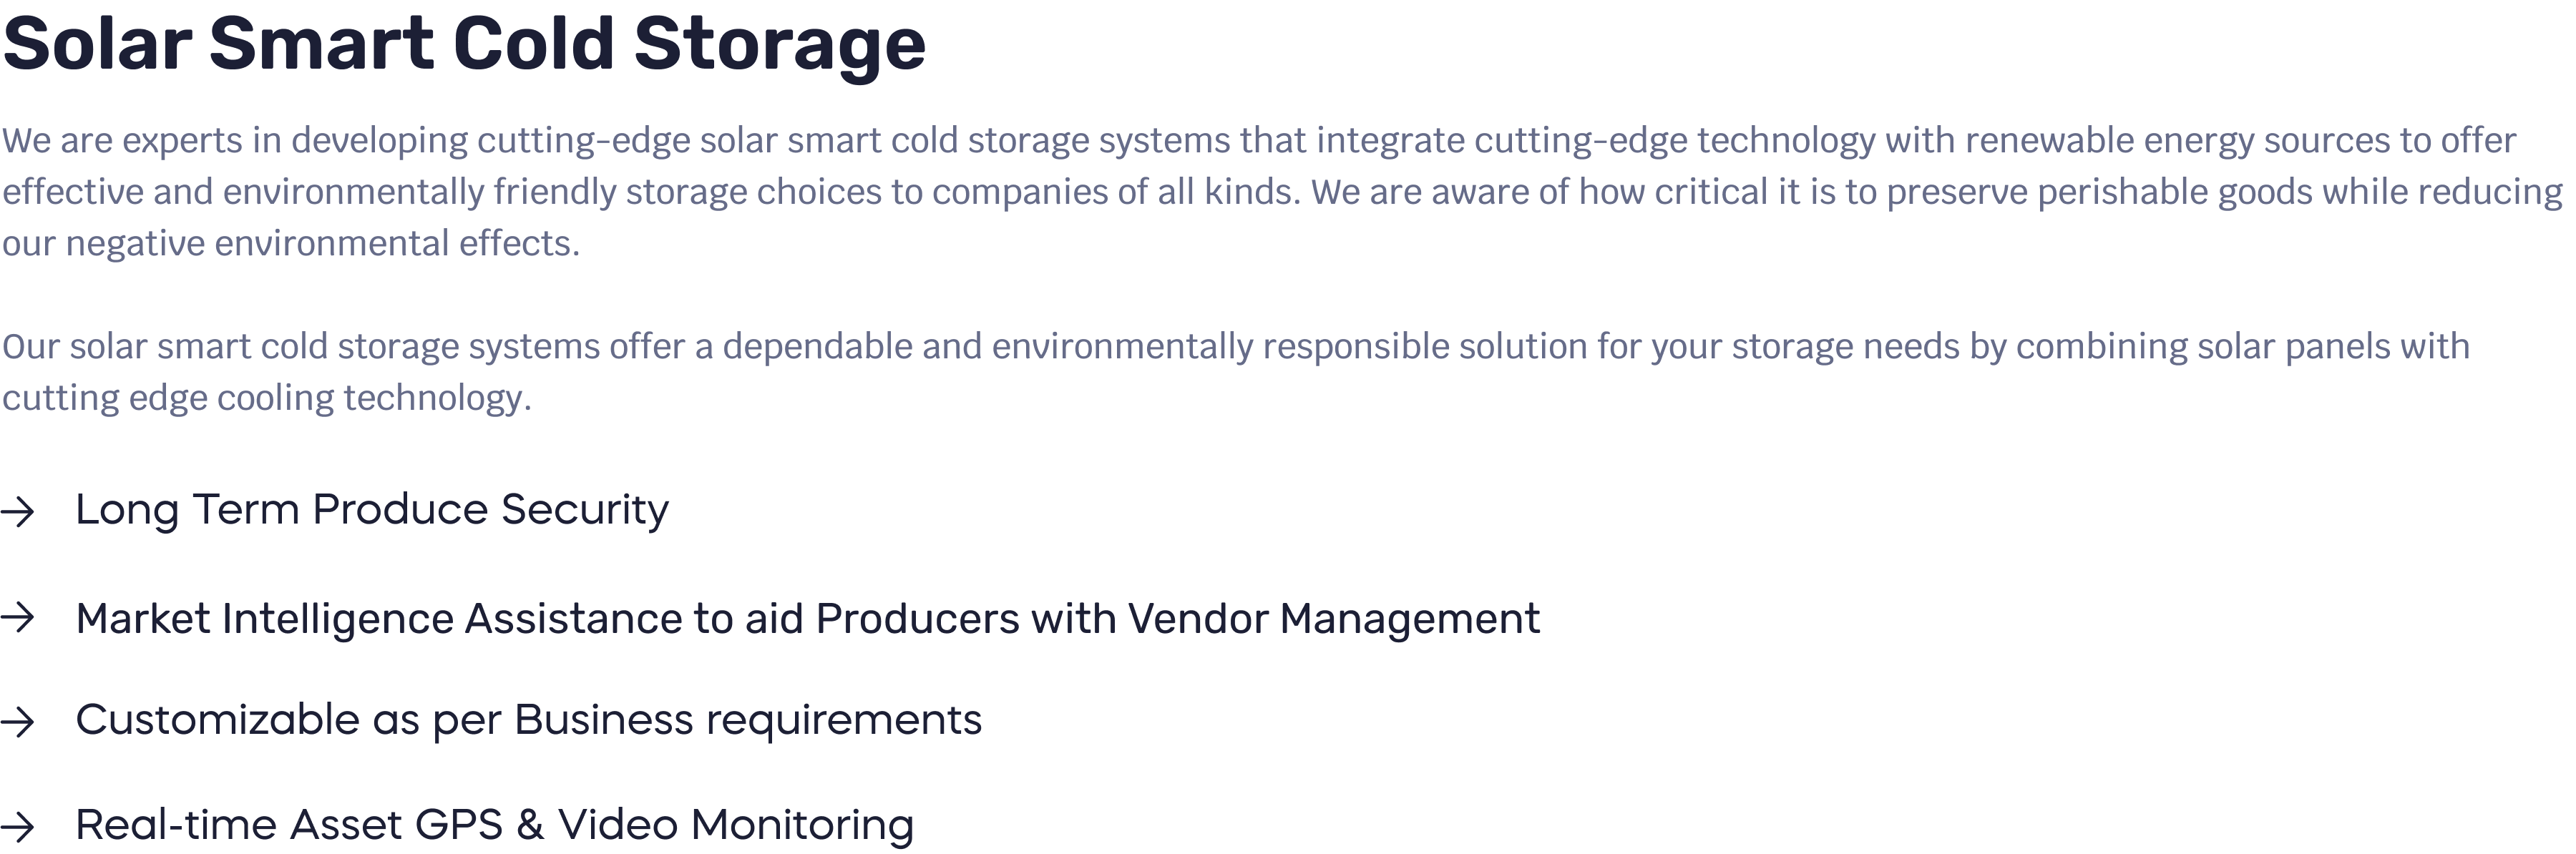 Solar Smart Cold Storage
We are experts in developing cutting-edge solar smart cold storage systems that integrate cutting-edge technology with renewable energy sources to offer
effective and environmentally friendly storage choices to companies of all kinds. We are aware of how critical it is to preserve perishable goods while reducing
our negative environmental effects.
Our solar smart cold storage systems offer a dependable and environmentally responsible solution for your storage needs by combining solar panels with
cutting edge cooling technology.
→ Long Term Produce Security
→ Market Intelligence Assistance to aid Producers with Vendor Management
→ Customizable as per Business requirements
→ Real-time Asset GPS & Video Monitoring